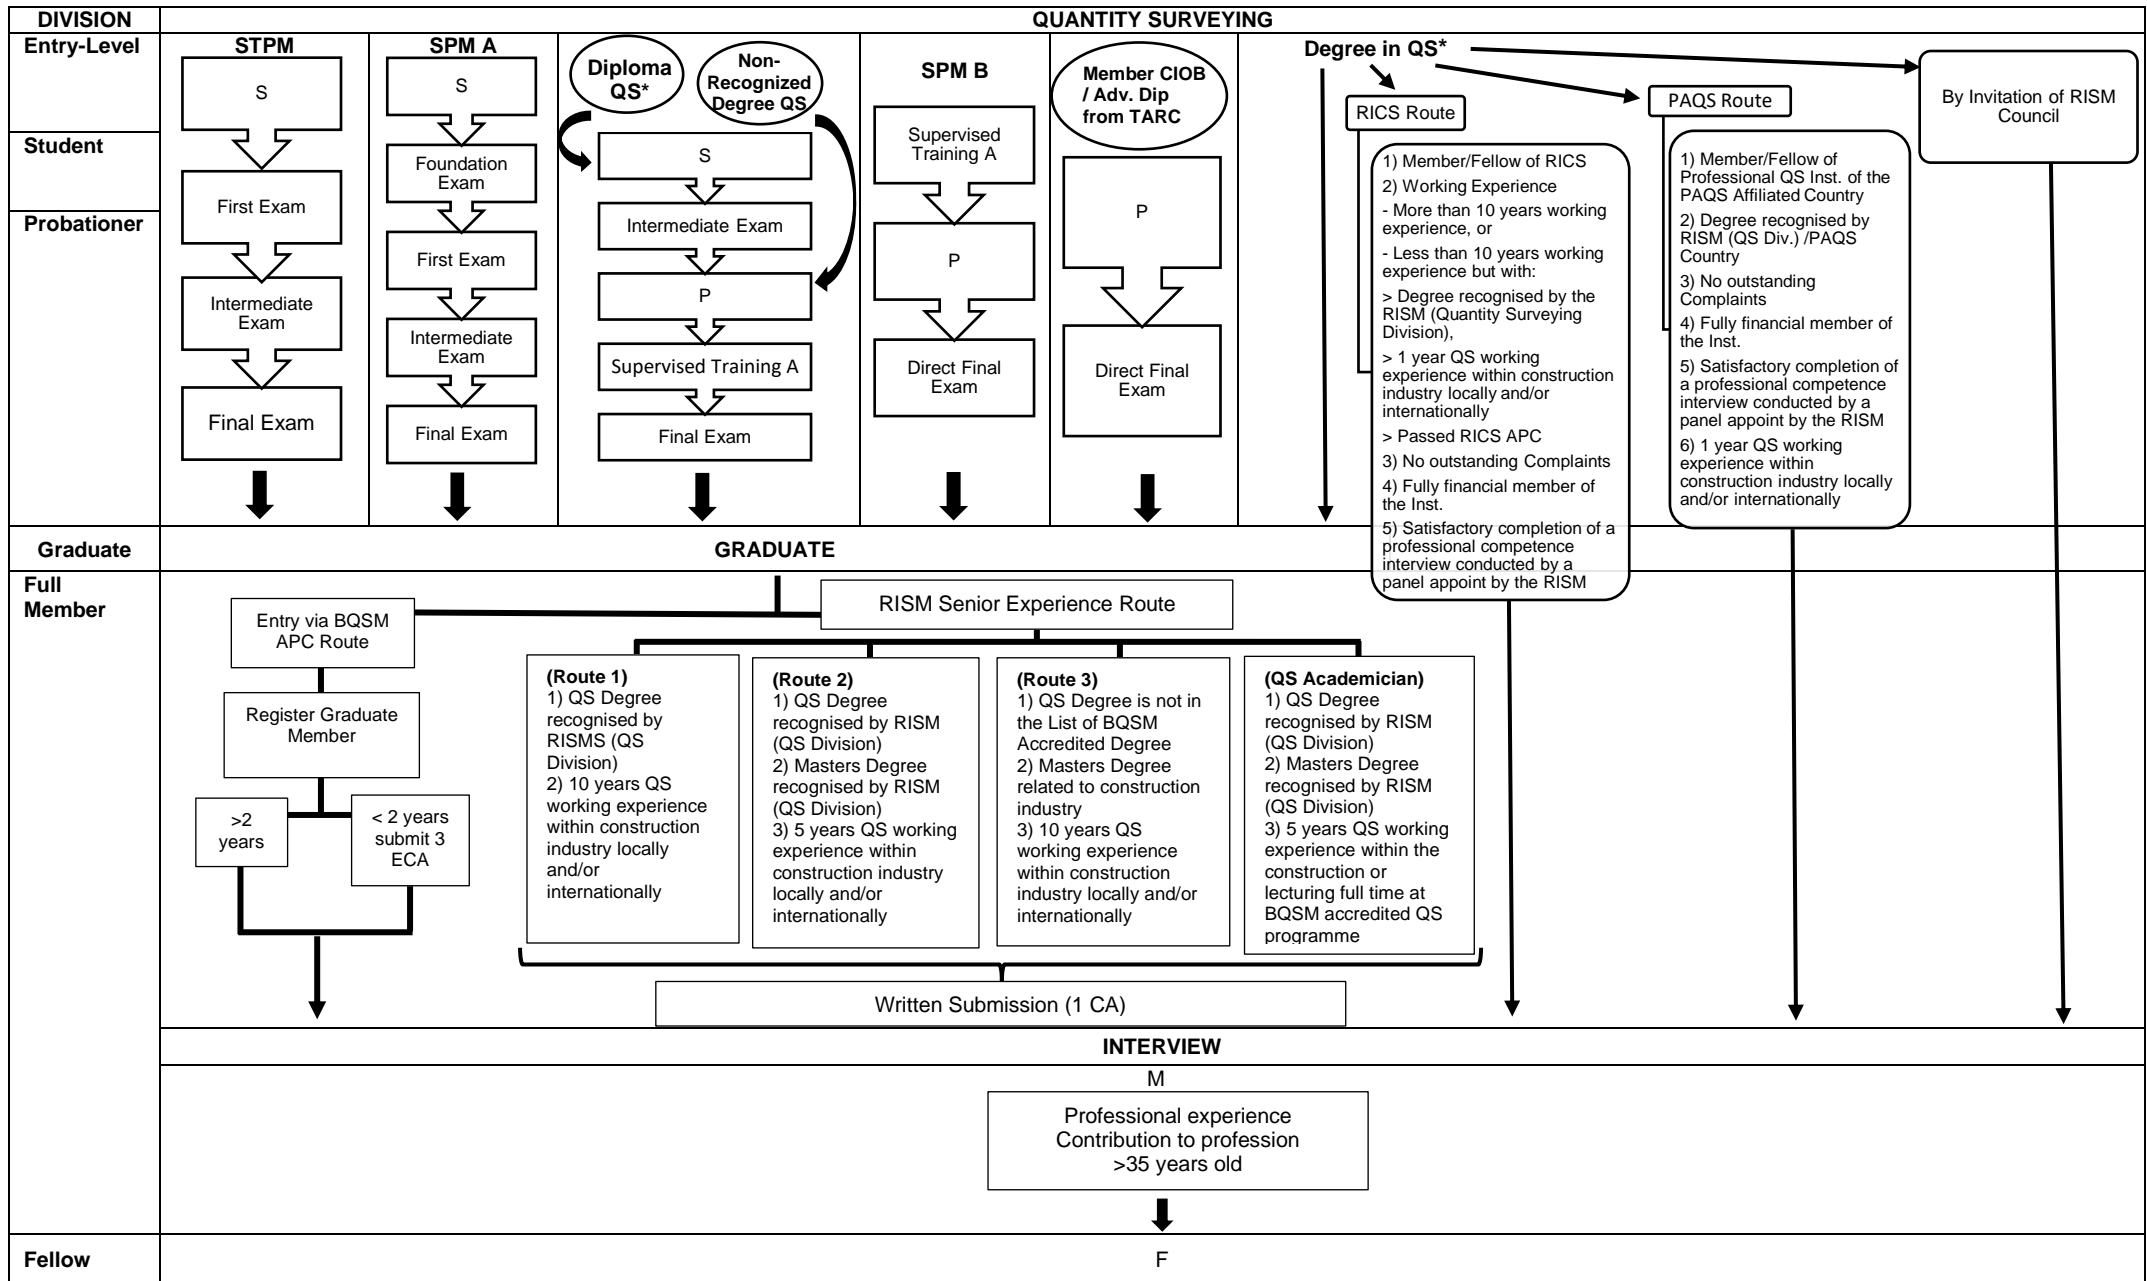 DIVISION
QUANTITY SURVEYING
Entry-Level
Student
Probationer
STPM
S
First Exam
Intermediate
Exam
Final Exam
SPM A
S
Foundation
Exam
First Exam
Intermediate
Exam
Final Exam
Diploma
QS*
Non-
Recognized
Degree QS
S
Intermediate Exam
P
Supervised Training A
Final Exam
SPM B
Supervised
Training A
P
Direct Final
Exam
Member CIOB
/ Adv. Dip
from TARC
P
Direct Final
Exam
Degree in QS*
RICS Route
1) Member/Fellow of RICS
2) Working Experience
- More than 10 years working
experience, or
- Less than 10 years working
experience but with:
> Degree recognised by the
RISM (Quantity Surveying
Division),
> 1 year QS working
experience within construction
industry locally and/or
internationally
> Passed RICS APC
3) No outstanding Complaints
4) Fully financial member of
the Inst.
5) Satisfactory completion of a
professional competence
interview conducted by a
panel appoint by the RISM
PAQS Route
1) Member/Fellow of
Professional QS Inst. of the
PAQS Affiliated Country
2) Degree recognised by
RISM (QS Div.) /PAQS
Country
3) No outstanding
Complaints
4) Fully financial member of
the Inst.
5) Satisfactory completion of
a professional competence
interview conducted by a
panel appoint by the RISM
6) 1 year QS working
experience within
construction industry locally
and/or internationally
By Invitation of RISM
Council
Graduate
GRADUATE
Full
Member
Entry via BQSM
APC Route
Register Graduate
Member
>2
years
< 2 years
submit 3
ECA
RISM Senior Experience Route
(Route 1)
1) QS Degree
recognised by
RISMS (QS
Division)
2) 10 years QS
working experience
within construction
industry locally
and/or
internationally
(Route 2)
1) QS Degree
recognised by RISM
(QS Division)
2) Masters Degree
recognised by RISM
(QS Division)
3) 5 years QS working
experience within
construction industry
locally and/or
internationally
(Route 3)
1) QS Degree is not in
the List of BQSM
Accredited Degree
2) Masters Degree
related to construction
industry
3) 10 years QS
working experience
within construction
industry locally and/or
internationally
(QS Academician)
1) QS Degree
recognised by RISM
(QS Division)
2) Masters Degree
recognised by RISM
(QS Division)
3) 5 years QS working
experience within the
construction or
lecturing full time at
BQSM accredited QS
programme
Written Submission (1 CA)
INTERVIEW
M
Professional experience
Contribution to profession
>35 years old
Fellow
F